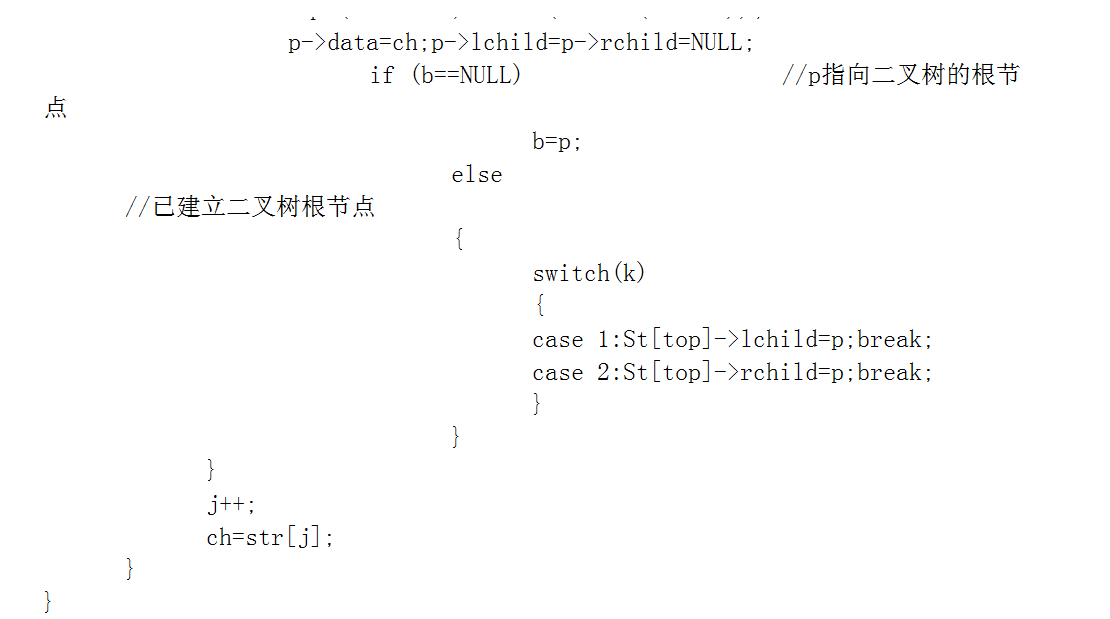 p->data=ch;p->lchild=p->rchild=NULL;
if (b==NULL) //p指向二叉树的根节
点
b=p;
else
//已建立二叉树根节点
{
switch(k)
{
case 1:St[top]->lchild=p;break;
case 2:St[top]->rchild=p;break;
}
}
}
j++;
ch=str[j];
}
}